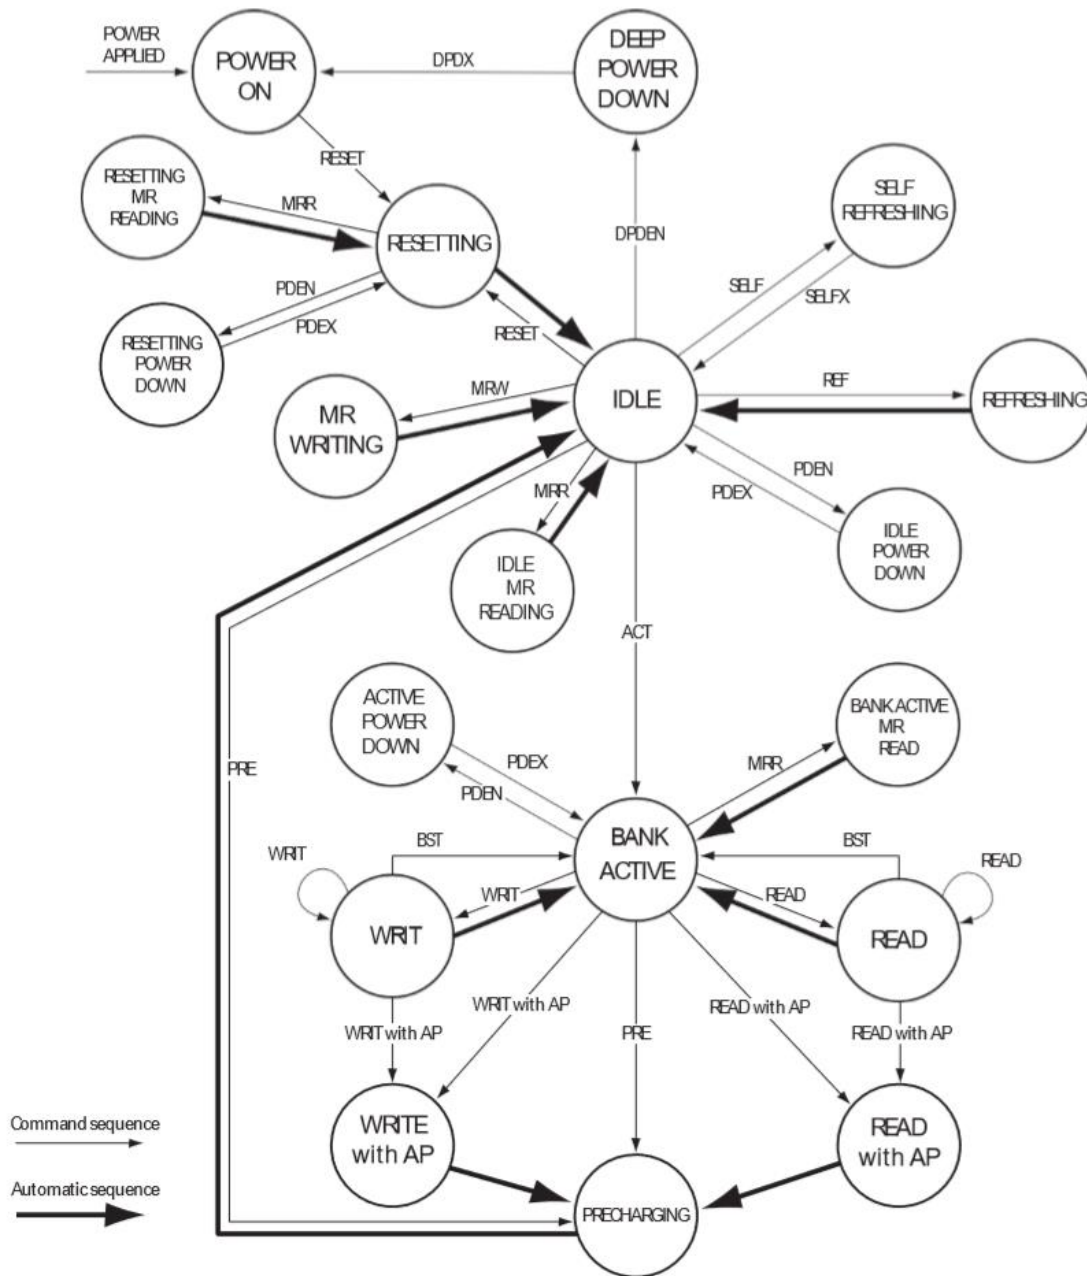 POWER
APPLIED
POWER
ON
DPDX
DEEP
POWER
DOWN
RESET
RESETTING
MR
READING
MRR
RESETTING
DPDEN
SELF
REFRESHING
PDEN
PDEX
RESET
SELF
SELFX
RESETTING
POWER
DOWN
MRW
IDLE
REF
REFRESHING
MR
WRITING
MRR
PDEN
PDEX
IDLE
MR
READING
IDLE
POWER
DOWN
ACT
ACTIVE
POWER
DOWN
BANK ACTIVE
MR
READ
PRE
PDEX
PDEN
MRR
BANK
ACTIVE
WRIT
BST
BST
READ
WRIT
READ
WRIT
READ
WRIT with AP
WRIT with AP
PRE
READ with AP
READ with AP
WRITE
with AP
READ
with AP
Command sequence
Automatic sequence
PRECHARGING